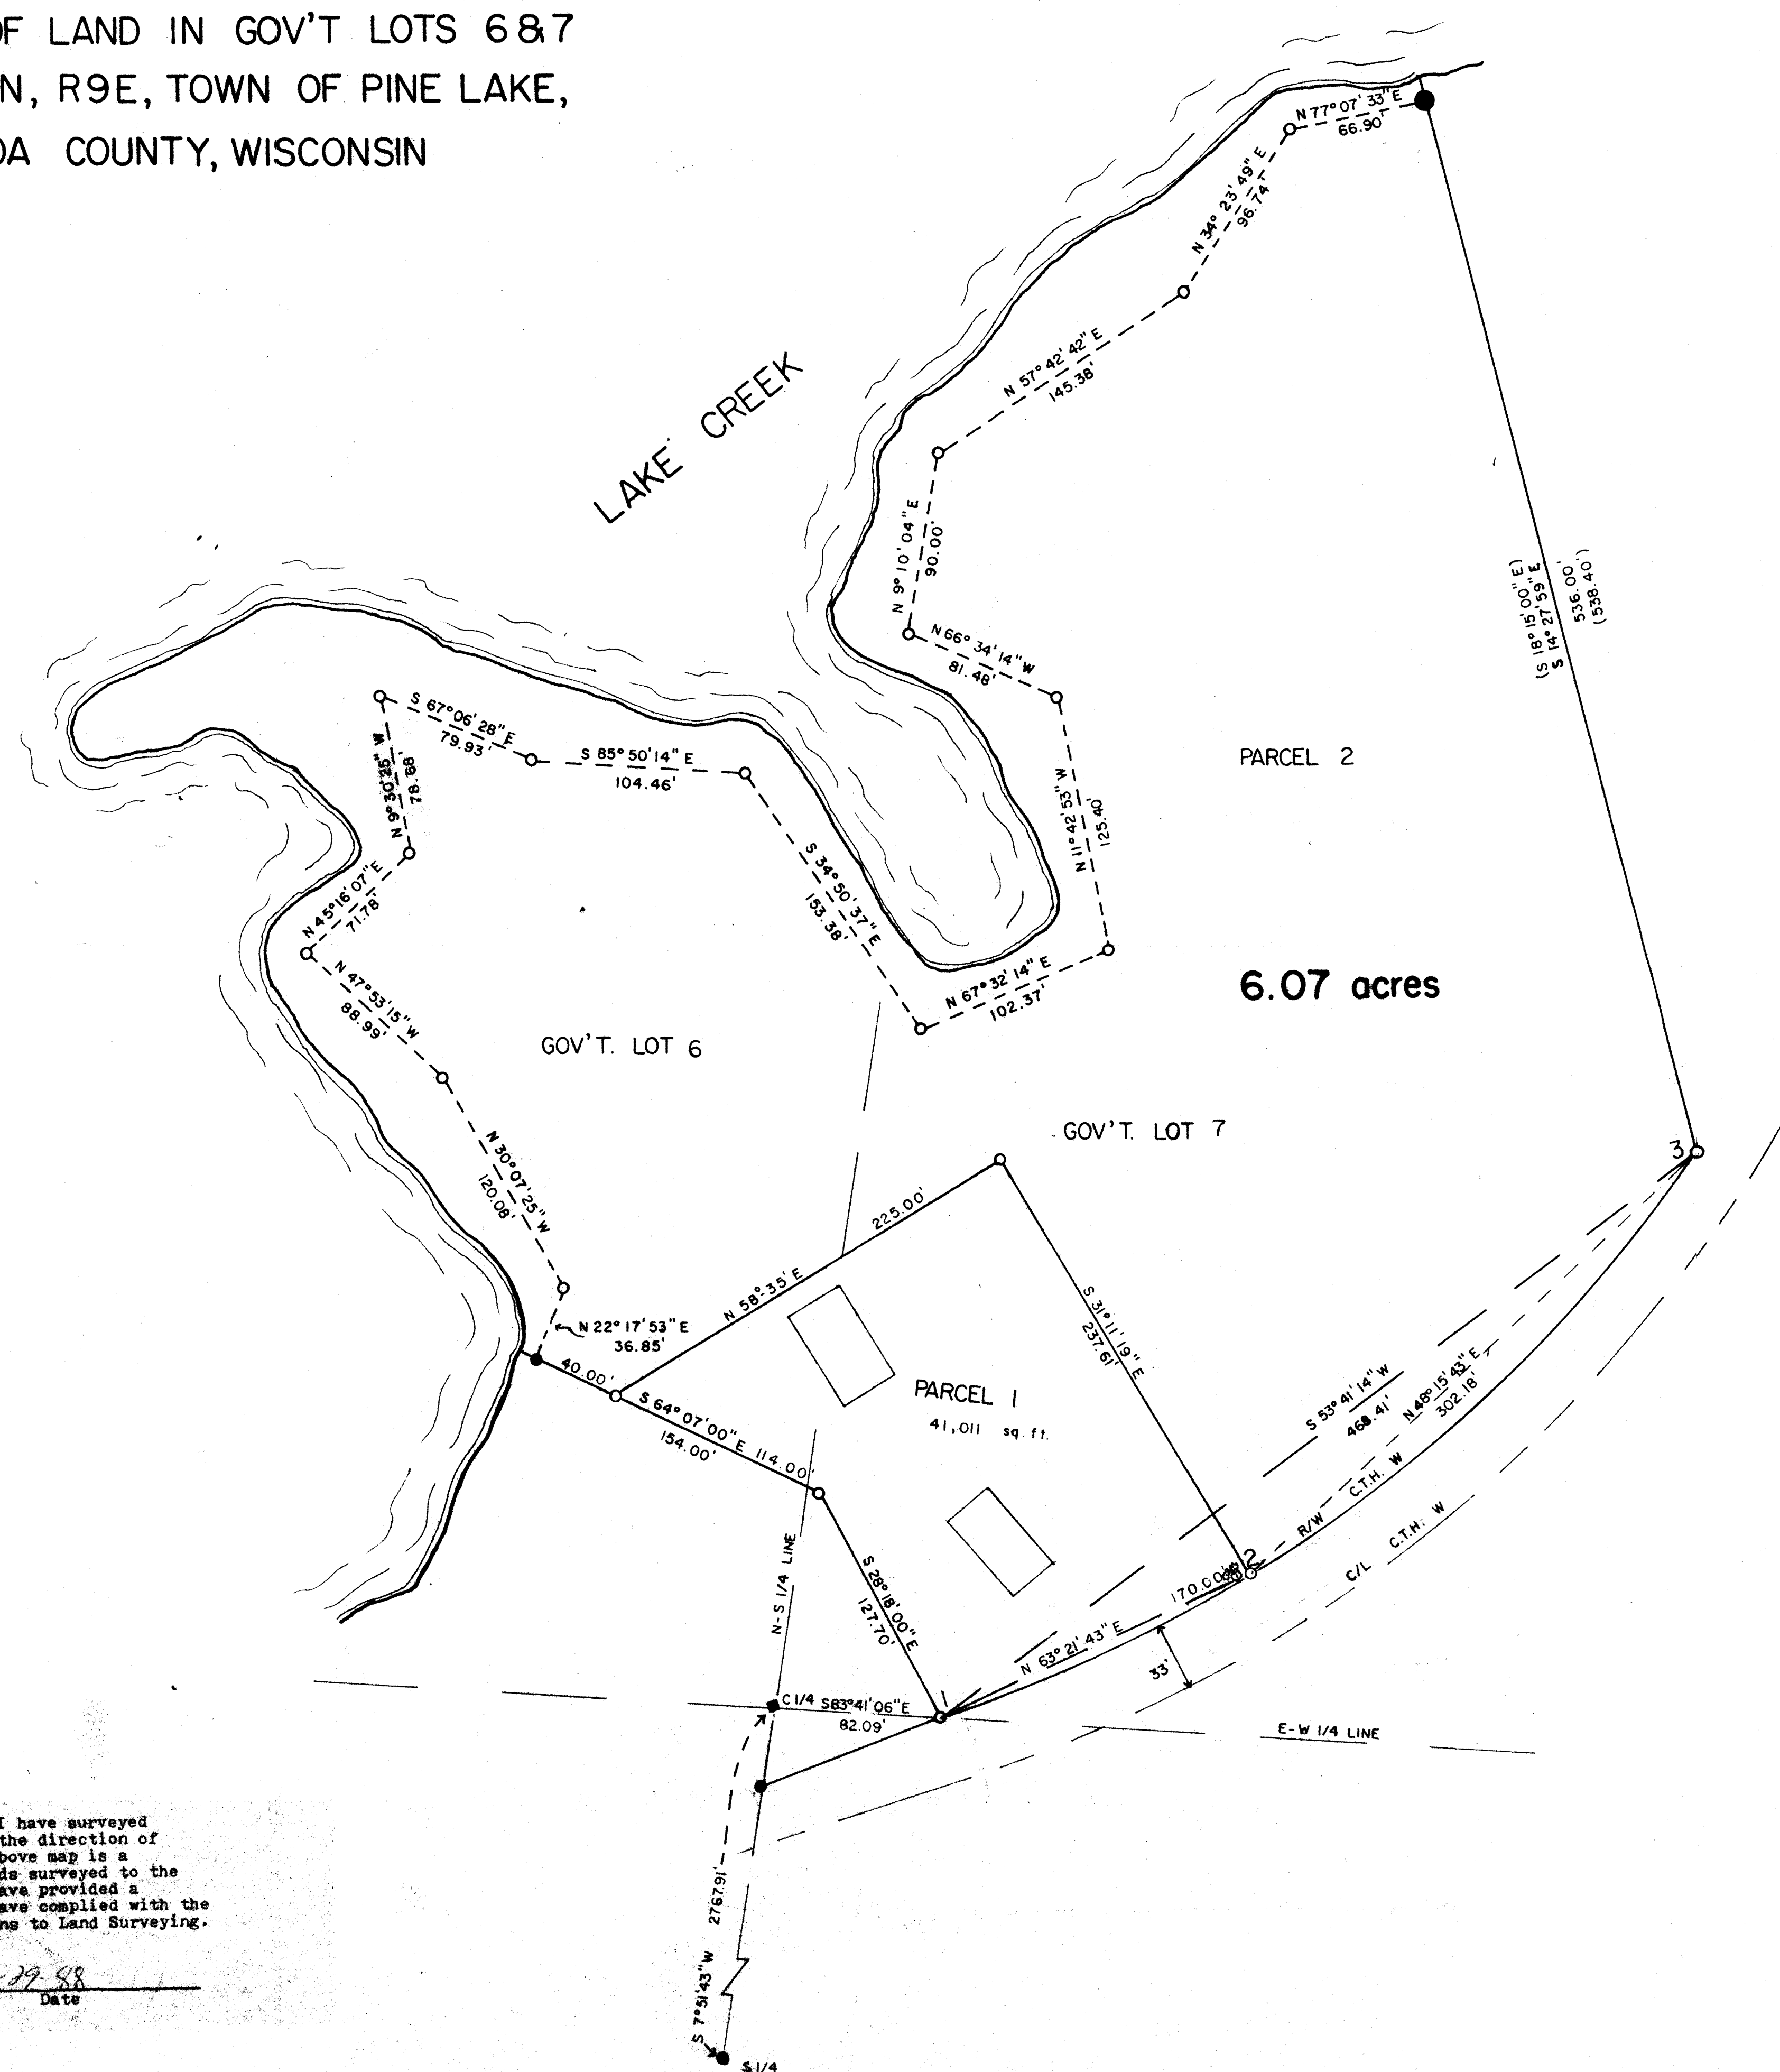 OF LAND IN GOV'T LOTS 6&7
N, R9E, TOWN OF PINE LAKE,
DA COUNTY, WISCONSIN
N 77° 07' 33" E
66.90'
N 34° 23' 49" E
96.74'
N 57° 42' 42" E
145.38'
LAKE CREEK
N 9° 10' 04" E
90.00'
N 66° 34' 14" W
81.48'
(S 18° 15' 00" E)
S 14° 27' 59" E
536.00'
(538.40')
S 67° 06' 28" E
79.93'
S 85° 50' 14" E
104.46'
PARCEL 2
N 9° 30' 25" W
78.68'
N 11° 42' 53" W
125.40'
S 34° 50' 37" E
153.38'
N 45° 16' 07" E
71.78'
N 67° 32' 14" E
102.37'
6.07 acres
N 47° 53' 15" W
88.99'
GOV'T. LOT 6
GOV'T. LOT 7
3
N 30° 07' 25" W
120.08'
225.00'
N 58°-35' E
S 31° 11' 19" E
237.61'
N 22° 17' 53" E
36.85'
40.00'
PARCEL 1
41,011 sq. ft.
S 53° 41' 14" W
468.41'
N 48° 15' 43" E
302.18'
S 64° 07' 00" E 114.00'
154.00'
R/W C.T.H. W
C/L C.T.H. W
N-S 1/4 LINE
S 28° 18' 00" E
127.70'
2
170.00
N 63° 21' 43" E
33'
1
C 1/4 S83° 41' 06" E
82.09'
E-W 1/4 LINE
S 7° 51' 43" W 2767.91'
S 1/4
I have surveyed
the direction of
bove map is a
ds surveyed to the
ave provided a
ave complied with the
ns to Land Surveying.
-29-88
Date